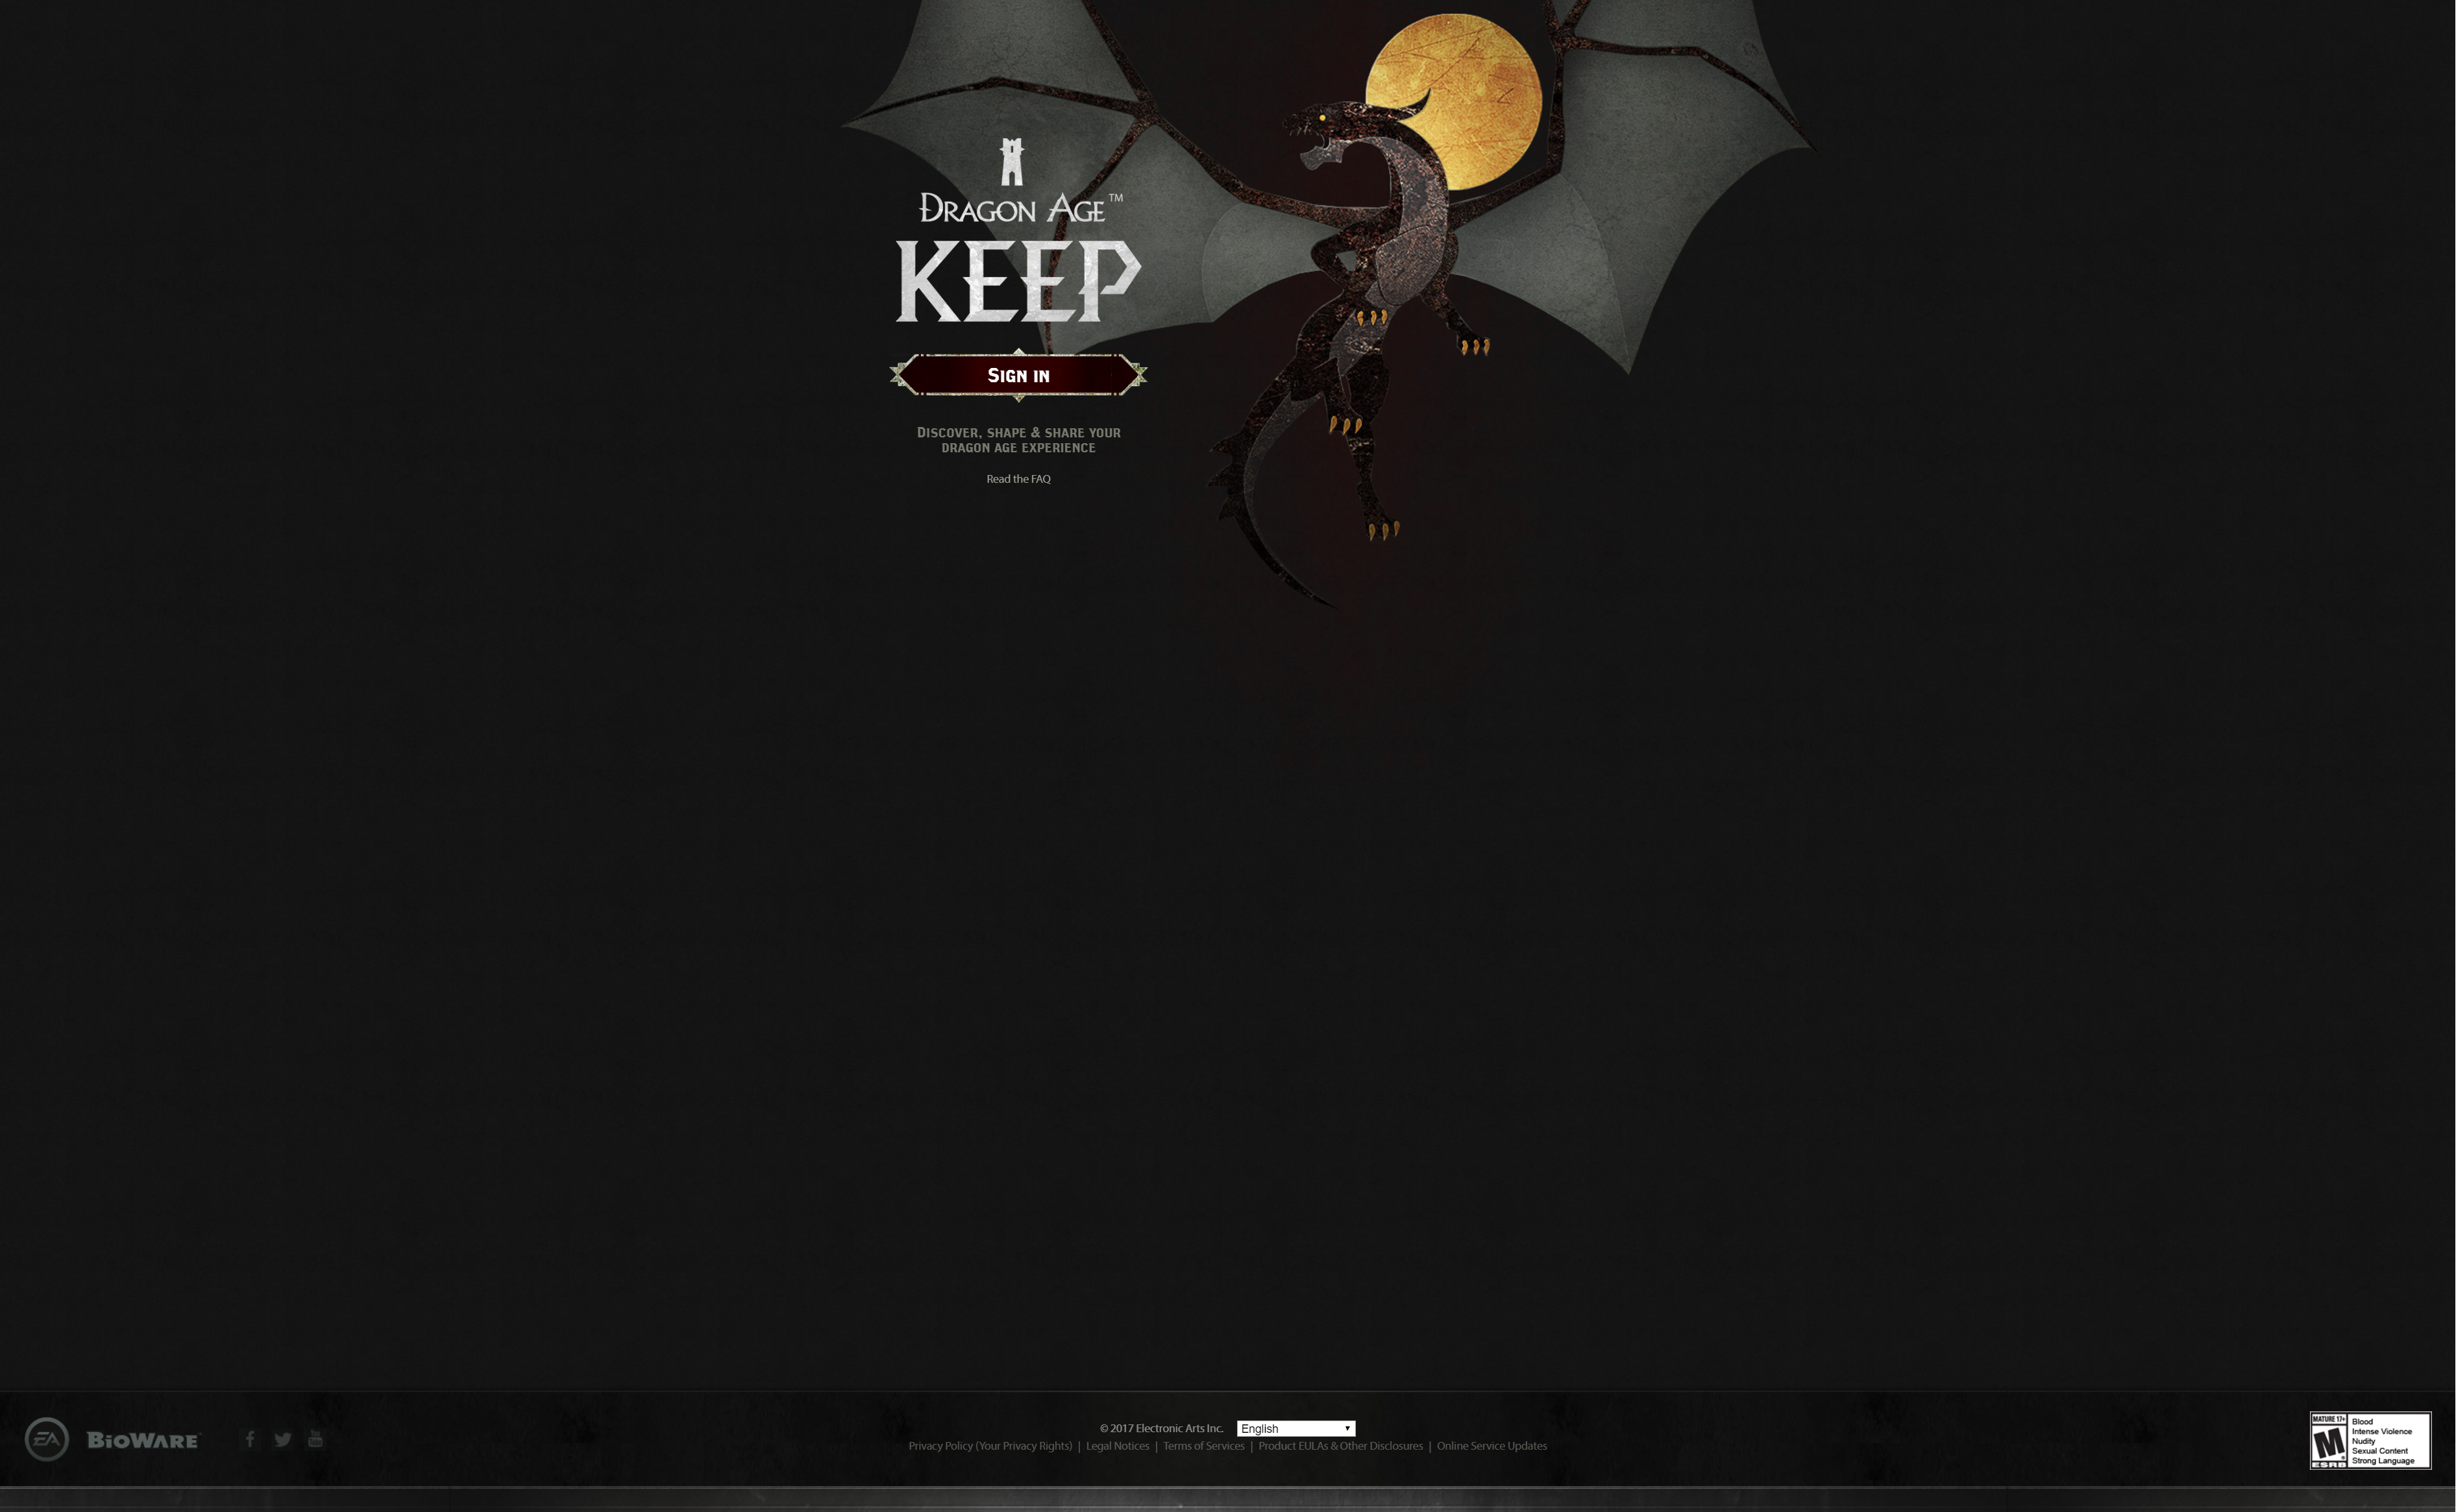 DRAGON AGE™
KEEP
SIGN IN
DISCOVER, SHAPE & SHARE YOUR
DRAGON AGE EXPERIENCE
Read the FAQ
EA
BIOWARE
You
© 2017 Electronic Arts Inc.
English
Privacy Policy (Your Privacy Rights) | Legal Notices | Terms of Services | Product EULAs & Other Disclosures | Online Service Updates
MATURE 17+
M
ESRB
Blood
Intense Violence
Nudity
Sexual Content
Strong Language